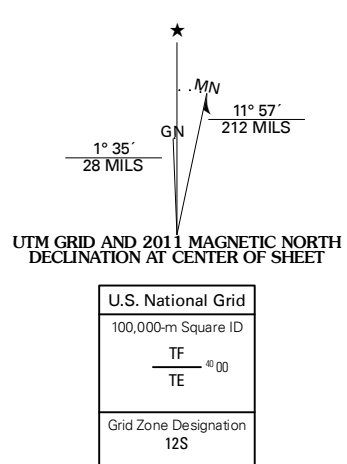 ★
MN
GN
11° 57´
212 MILS
1° 35´
28 MILS
UTM GRID AND 2011 MAGNETIC NORTH
DECLINATION AT CENTER OF SHEET
U.S. National Grid
100,000-m Square ID
TF
40 00
TE
Grid Zone Designation
12S